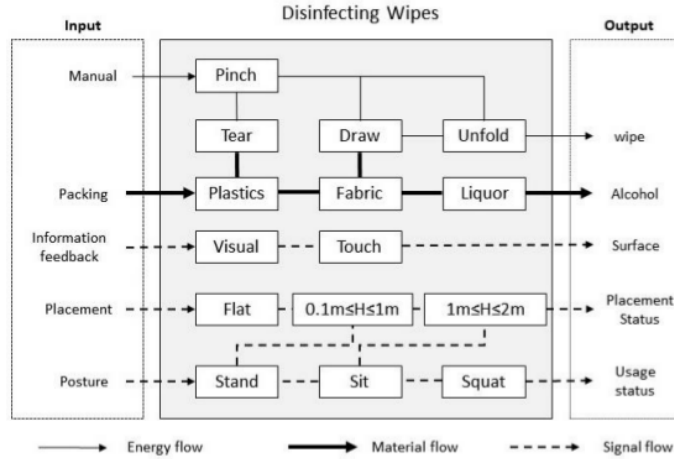 Disinfecting Wipes
Input
Output
Manual
Pinch
Tear
Draw
Unfold
wipe
Packing
Plastics
Fabric
Liquor
Alcohol
Information
feedback
Visual
Touch
Surface
Placement
Flat
0.1m≤H≤1m
1m≤H≤2m
Placement
Status
Posture
Stand
Sit
Squat
Usage
status
Energy flow
Material flow
Signal flow